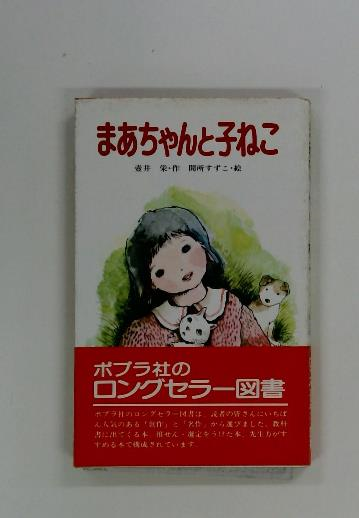 まあちゃんと子ねこ
壺井 栄・作 間所すずこ・絵
ポプラ社の
ロングセラー図書
ポプラ社のロングセラー図書は、読者の皆さんにいちば
ん人気のある「創作」と「名作」から選びました。教科
書に出てくる本、推せん・選定をうけた本、先生方がす
すめる本で構成されています。